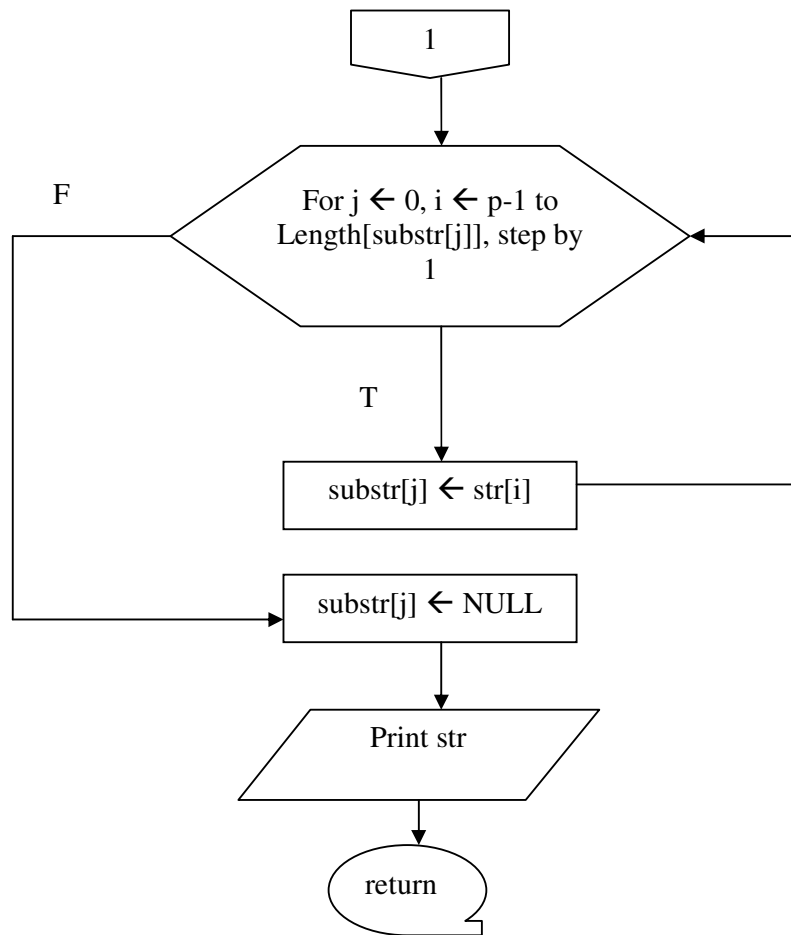 1
F
For j ← 0, i ← p-1 to
Length[substr[j]], step by
1
T
substr[j] ← str[i]
substr[j] ← NULL
Print str
return